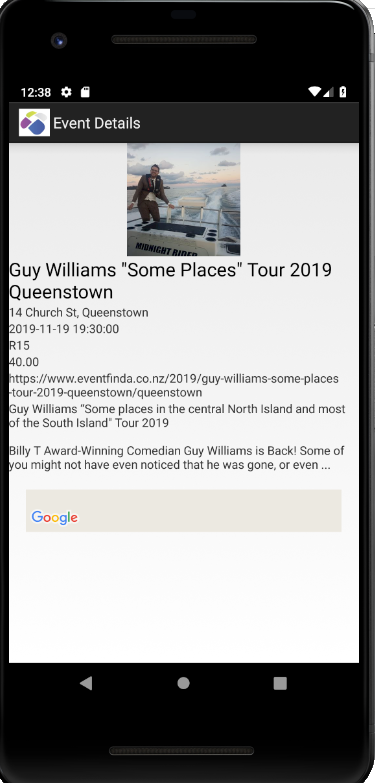 12:38
Event Details
MIDNIGHT RIDER
Guy Williams "Some Places" Tour 2019
Queenstown
14 Church St, Queenstown
2019-11-19 19:30:00
R15
40.00
https://www.eventfinda.co.nz/2019/guy-williams-some-places
-tour-2019-queenstown/queenstown
Guy Williams “Some places in the central North Island and most
of the South Island" Tour 2019
Billy T Award-Winning Comedian Guy Williams is Back! Some of
you might not have even noticed that he was gone, or even ...
Google